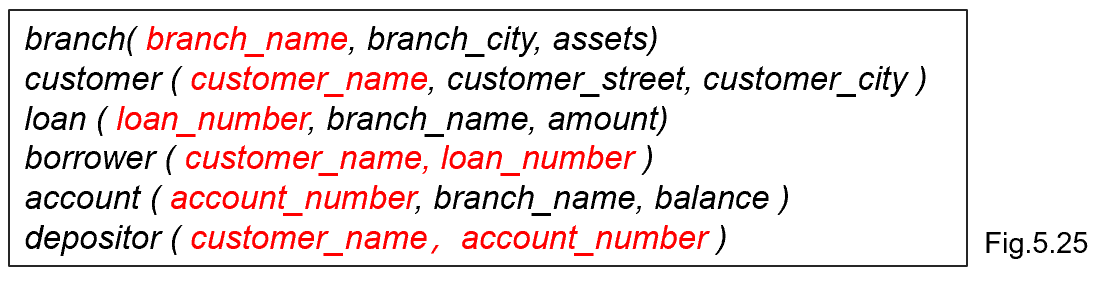 branch( branch_name, branch_city, assets)
customer ( customer_name, customer_street, customer_city )
loan ( loan_number, branch_name, amount)
borrower ( customer_name, loan_number )
account ( account_number, branch_name, balance )
depositor ( customer_name，account_number )
Fig.5.25